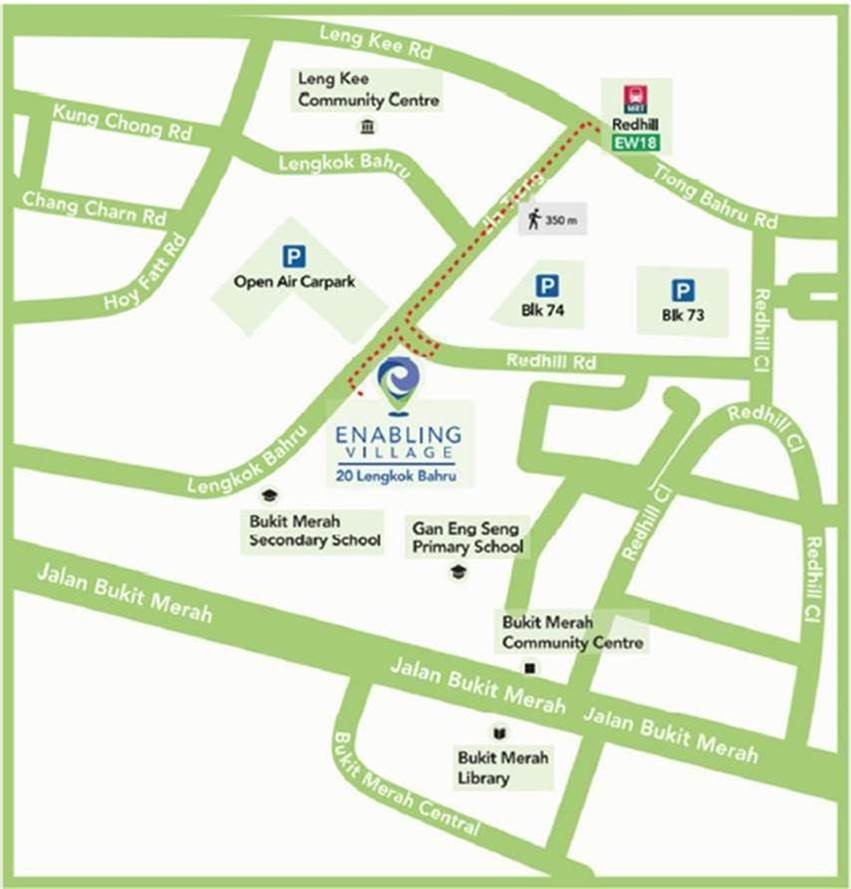 Leng Kee Rd
Leng Kee
Community Centre
MRT
Redhill
EW18
Kung Chong Rd
Lengkok Bahru
Tiong Bahru Rd
Chang Charn Rd
350 m
Hoy Fatt Rd
P
Open Air Carpark
P
Blk 74
P
Blk 73
Redhill Cl
Redhill Rd
Redhill Cl
ENABLING
VILLAGE
20 Lengkok Bahru
Lengkok Bahru
Bukit Merah
Secondary School
Gan Eng Seng
Primary School
Redhill Cl
Redhill Cl
Jalan Bukit Merah
Bukit Merah
Community Centre
Jalan Bukit Merah
Jalan Bukit Merah
Bukit Merah
Library
Bukit Merah Central